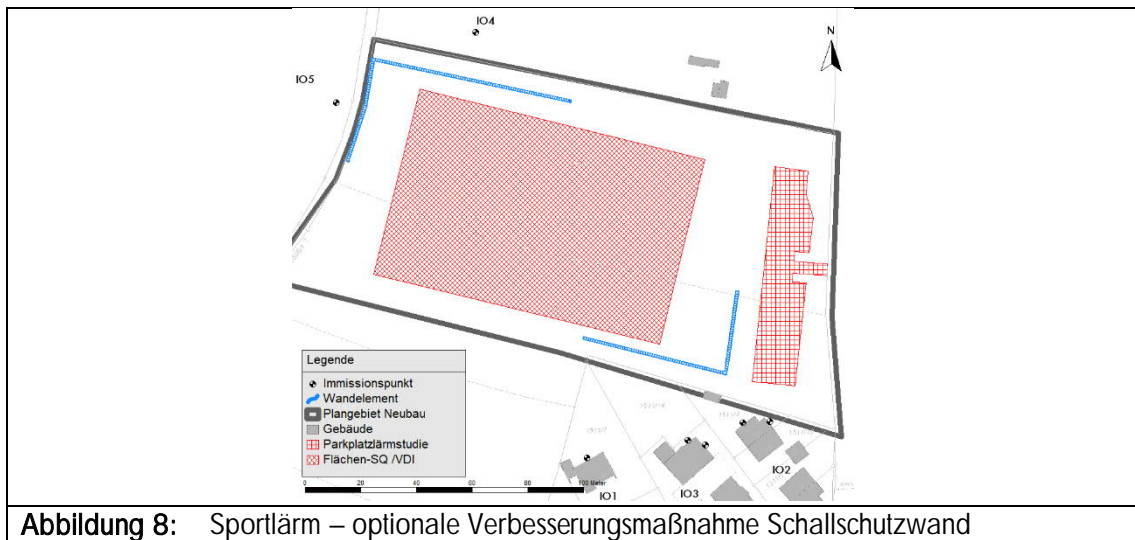 IO4
N
IO5
Legende
Immissionspunkt
Wandelement
Plangebiet Neubau
Gebäude
Parkplatzlärmstudie
Flächen-SQ /VDI
0 20 40 60 80 100 Meter
IO1
IO3
IO2
Abbildung 8: Sportlärm – optionale Verbesserungsmaßnahme Schallschutzwand